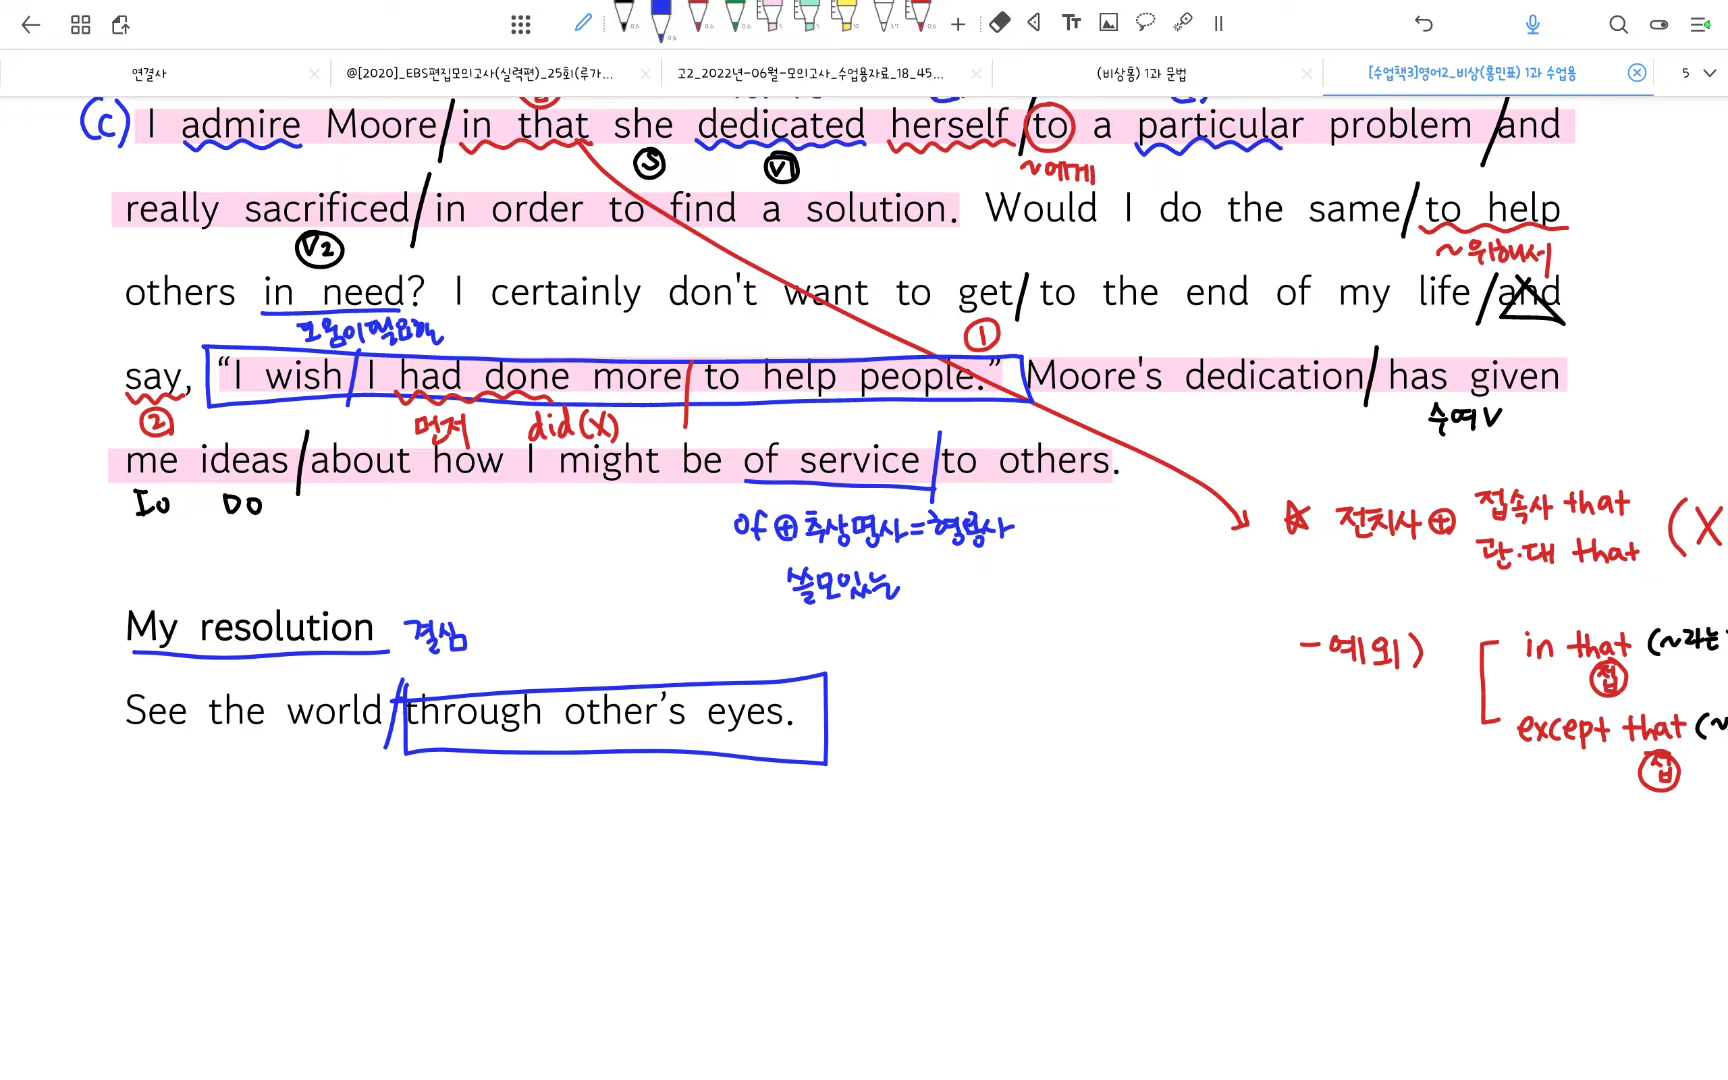 연결사
@[2020]_EBS편집모의고사(실력편)_25회(류가...
고2_2022년-06월-모의고사_수업용자료_18_45...
(비상홍) 1과 문법
[수업책3]영어2_비상(홍민표) 1과 수업용
5
(C) I admire Moore/in that she dedicated herself/to a particular problem/and
S V1 ~에게
really sacrificed/in order to find a solution. Would I do the same/to help
V2 ~위해서
others in need? I certainly don't want to get/to the end of my life/and
도움이필요한 ①
say, “I wish/I had done more/to help people.” Moore's dedication/has given
② 먼저 did(X) 수여V
me ideas/about how I might be of service/to others.
IO DO
of ⊕ 추상명사=형용사
쓸모있는
☆ 전치사 ⊕ 접속사 that
관·대 that (X
My resolution 결심
-예외) in that (~라는
접
See the world/through other’s eyes.
except that (~
접